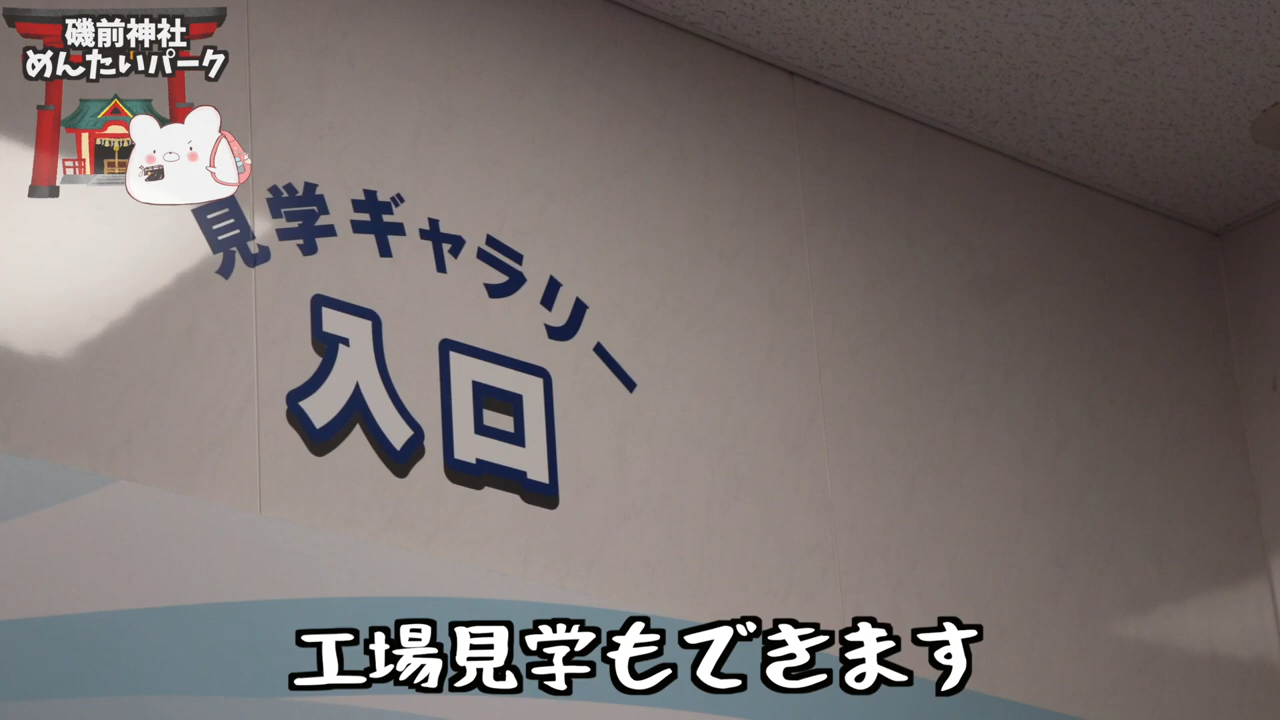 磯前神社
めんたいパーク
見学ギャラリー
入口
工場見学もできます